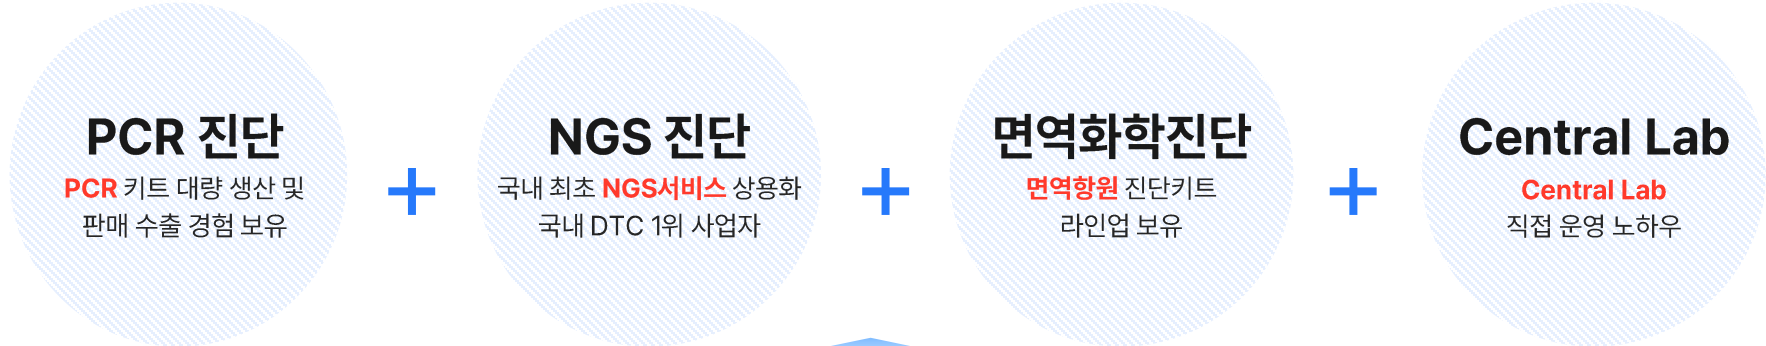 PCR 진단
PCR 키트 대량 생산 및
판매 수출 경험 보유
+
NGS 진단
국내 최초 NGS서비스 상용화
국내 DTC 1위 사업자
+
면역화학진단
면역항원 진단키트
라인업 보유
+
Central Lab
Central Lab
직접 운영 노하우